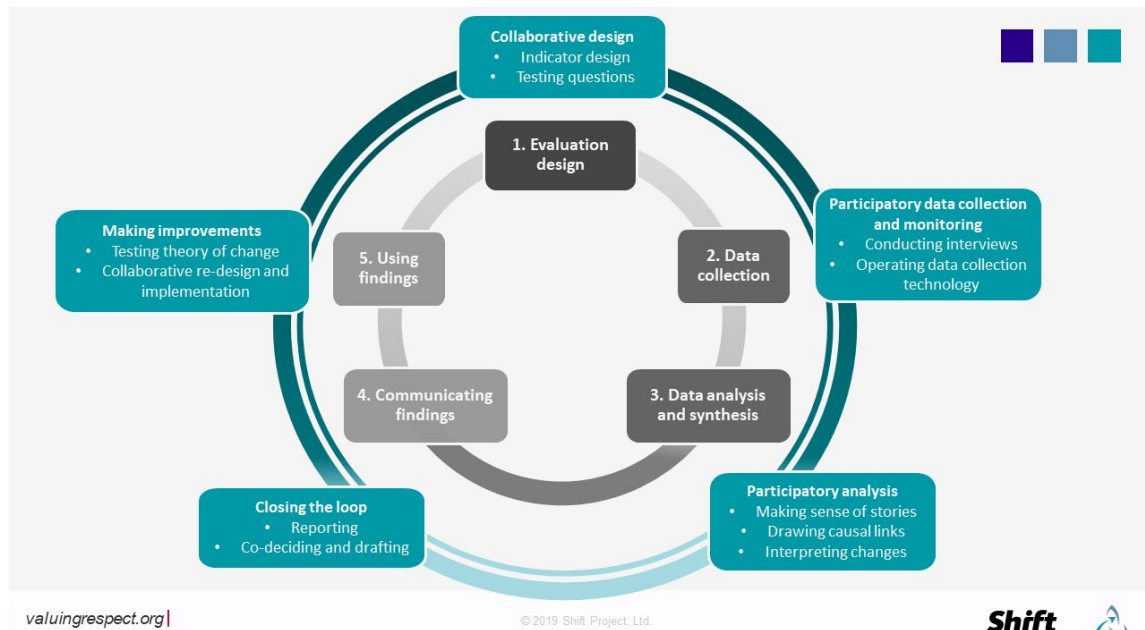 Collaborative design
• Indicator design
• Testing questions
1. Evaluation
design
Participatory data collection
and monitoring
• Conducting interviews
• Operating data collection
technology
Making improvements
• Testing theory of change
• Collaborative re-design and
implementation
5. Using
findings
2. Data
collection
4. Communicating
findings
3. Data analysis
and synthesis
Closing the loop
• Reporting
• Co-deciding and drafting
Participatory analysis
• Making sense of stories
• Drawing causal links
• Interpreting changes
valuingrespect.org|
©2019 Shift Project, Ltd.
Shift